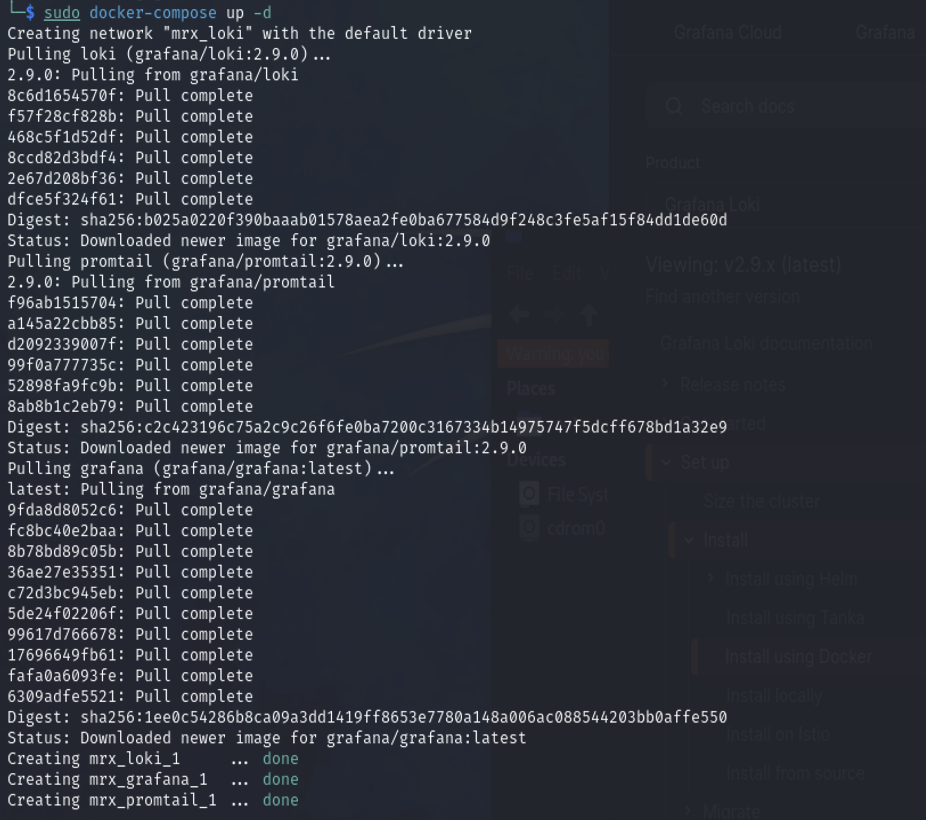 └─$ sudo docker-compose up -d
Creating network "mrx_loki" with the default driver
Pulling loki (grafana/loki:2.9.0)...
2.9.0: Pulling from grafana/loki
8c6d1654570f: Pull complete
f57f28cf828b: Pull complete
468c5f1d52df: Pull complete
8ccd82d3bdf4: Pull complete
2e67d208bf36: Pull complete
dfce5f324f61: Pull complete
Digest: sha256:b025a0220f390baaab01578aea2fe0ba677584d9f248c3fe5af15f84dd1de60d
Status: Downloaded newer image for grafana/loki:2.9.0
Pulling promtail (grafana/promtail:2.9.0)...
2.9.0: Pulling from grafana/promtail
f96ab1515704: Pull complete
a145a22cbb85: Pull complete
d2092339007f: Pull complete
99f0a777735c: Pull complete
52898fa9fc9b: Pull complete
8ab8b1c2eb79: Pull complete
Digest: sha256:c2c423196c75a2c9c26f6fe0ba7200c3167334b14975747f5dcff678bd1a32e9
Status: Downloaded newer image for grafana/promtail:2.9.0
Pulling grafana (grafana/grafana:latest)...
latest: Pulling from grafana/grafana
9fda8d8052c6: Pull complete
fc8bc40e2baa: Pull complete
8b78bd89c05b: Pull complete
36ae27e35351: Pull complete
c72d3bc945eb: Pull complete
5de24f02206f: Pull complete
99617d766678: Pull complete
17696649fb61: Pull complete
fafa0a6093fe: Pull complete
6309adfe5521: Pull complete
Digest: sha256:1ee0c54286b8ca09a3dd1419ff8653e7780a148a006ac088544203bb0affe550
Status: Downloaded newer image for grafana/grafana:latest
Creating mrx_loki_1 ... done
Creating mrx_grafana_1 ... done
Creating mrx_promtail_1 ... done
Grafana Cloud
Grafana
Search docs
Product
Grafana Loki
File Edit V
Warning: you
Places
Devices
File Syst
cdrom0
Viewing: v2.9.x (latest)
Find another version
Grafana Loki documentation
Release notes
Set up
Size the cluster
Install
Install using Helm
Install using Tanka
Install using Docker
Install locally
Install on Istio
Install from source
Migrate